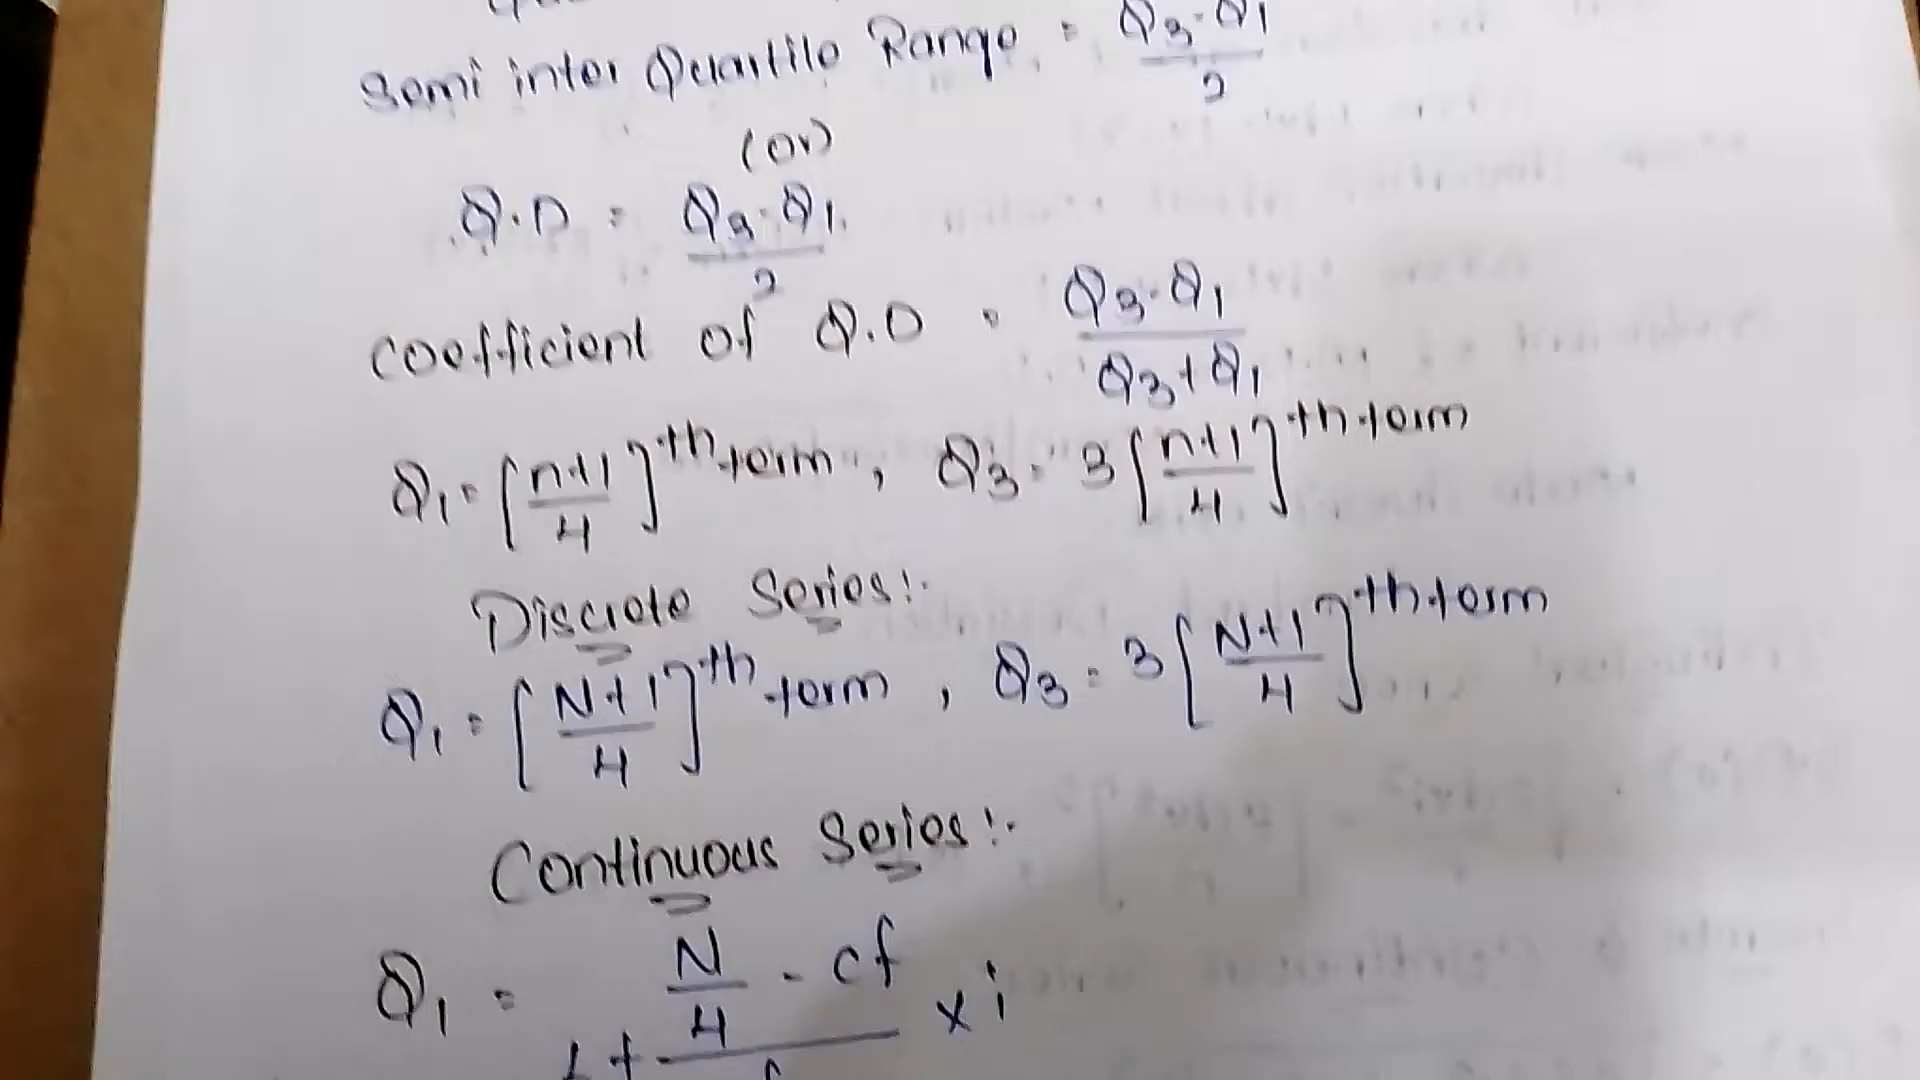 Semi inter Quartile Range = Q3-Q1/2
(or)
Q.D = Q3-Q1/2
coefficient of Q.D = Q3-Q1/Q3+Q1
Q1 = [n+1/4]th term, Q3 = 3[n+1/4]th term
Discrete Series:-
Q1 = [N+1/4]th term, Q3 = 3[N+1/4]th term
Continuous Series:-
Q1 = L + N/4 - cf/f x i